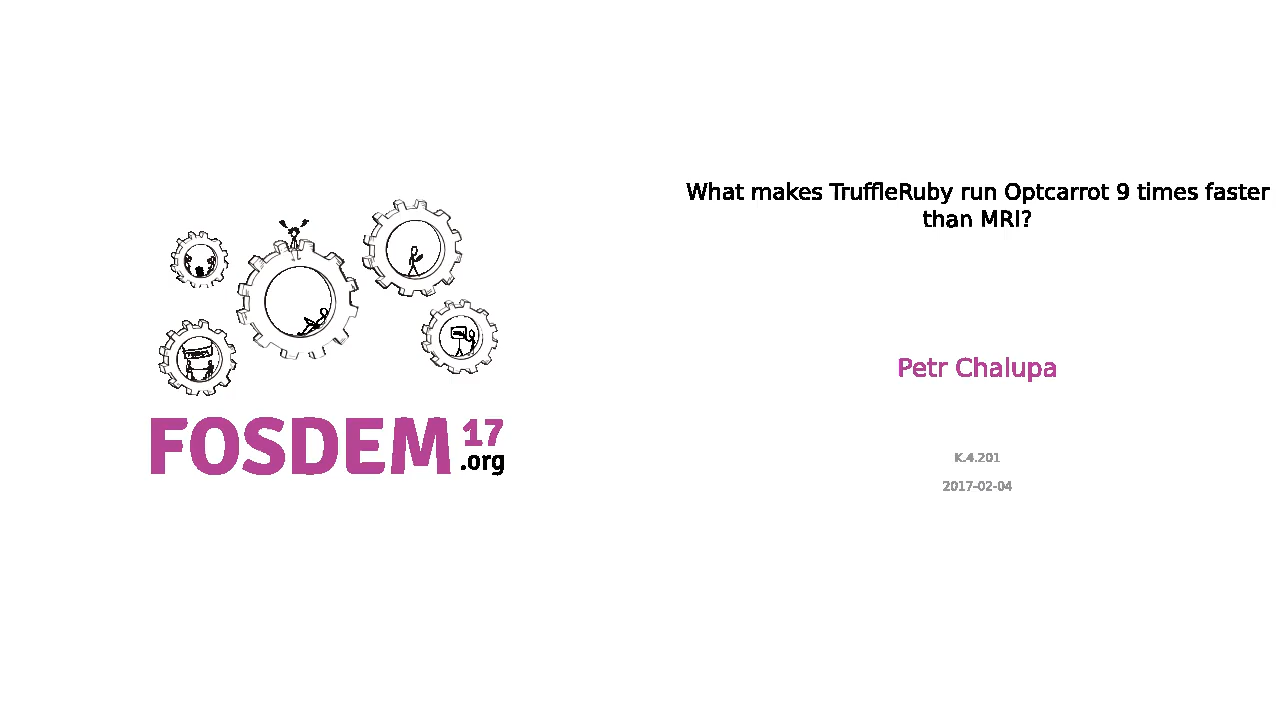 What makes TruffleRuby run Optcarrot 9 times faster
than MRI?
Petr Chalupa
FOSDEM 17
.org
K.4.201
2017-02-04